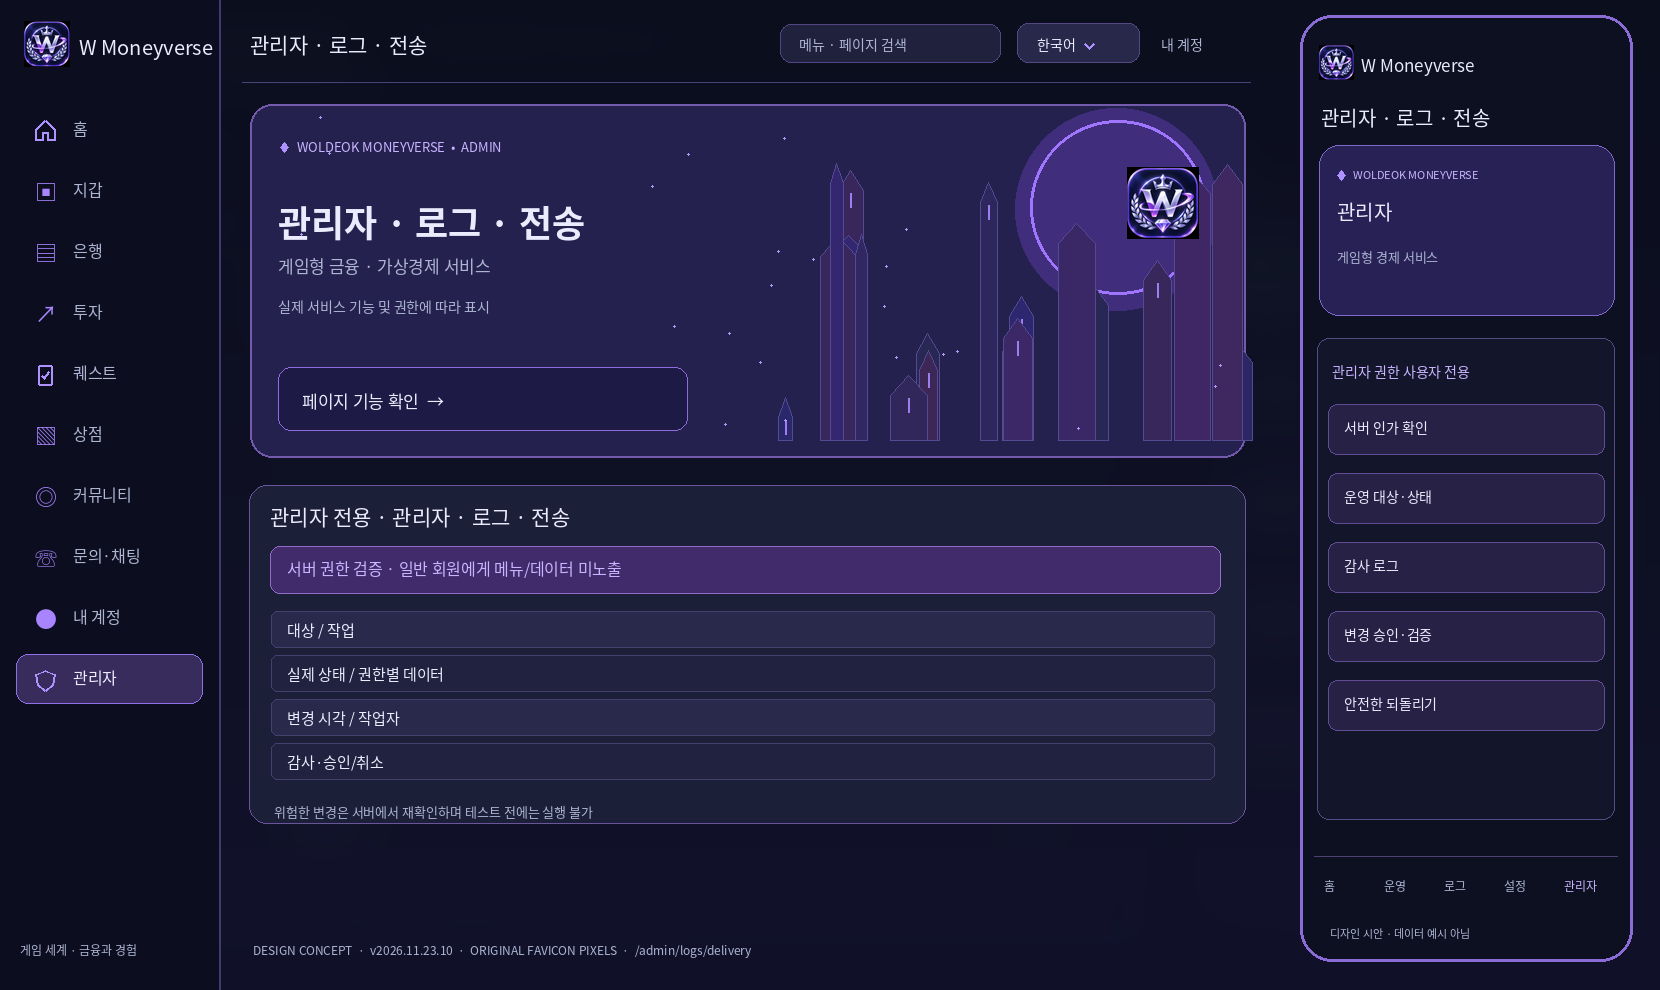 W Moneyverse
홈
지갑
은행
투자
퀘스트
상점
커뮤니티
문의·채팅
내 계정
관리자
게임 세계 · 금융과 경험
관리자 · 로그 · 전송
메뉴 · 페이지 검색
한국어
내 계정
WOLDEOK MONEYVERSE • ADMIN
관리자 · 로그 · 전송
게임형 금융 · 가상경제 서비스
실제 서비스 기능 및 권한에 따라 표시
페이지 기능 확인 →
W
관리자 전용 · 관리자 · 로그 · 전송
서버 권한 검증 · 일반 회원에게 메뉴/데이터 미노출
대상 / 작업
실제 상태 / 권한별 데이터
변경 시각 / 작업자
감사·승인/취소
위험한 변경은 서버에서 재확인하며 테스트 전에는 실행 불가
DESIGN CONCEPT · v2026.11.23.10 · ORIGINAL FAVICON PIXELS · /admin/logs/delivery
W Moneyverse
관리자 · 로그 · 전송
WOLDEOK MONEYVERSE
관리자
게임형 경제 서비스
관리자 권한 사용자 전용
서버 인가 확인
운영 대상·상태
감사 로그
변경 승인·검증
안전한 되돌리기
홈 운영 로그 설정 관리자
디자인 시안 · 데이터 예시 아님